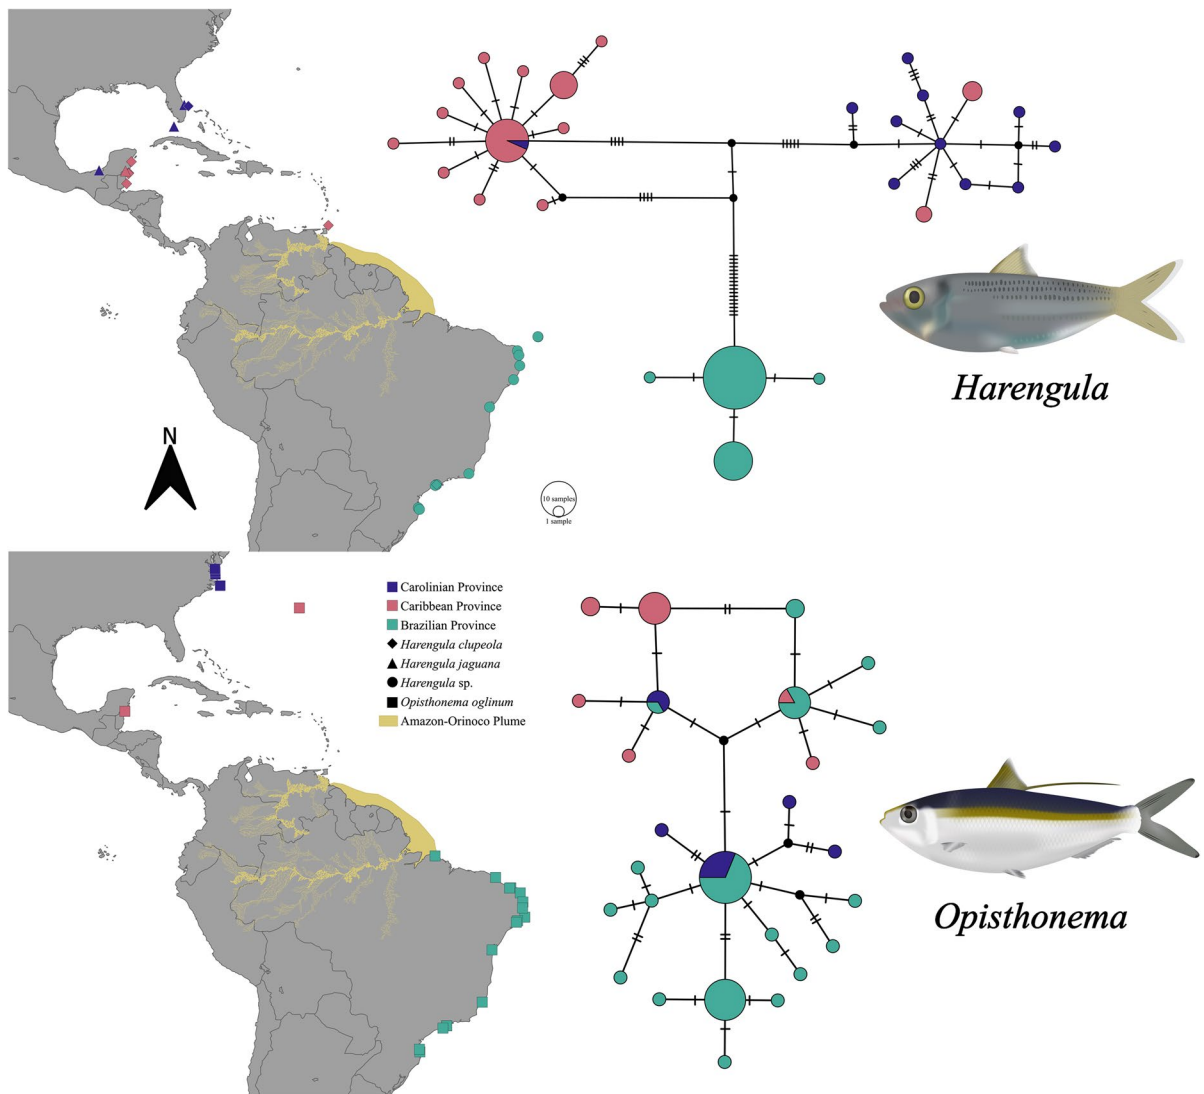 Harengula
N
10 samples
1 sample
Carolinian Province
Caribbean Province
Brazilian Province
Harengula clupeola
Harengula jaguana
Harengula sp.
Opisthonema oglinum
Amazon-Orinoco Plume
Opisthonema